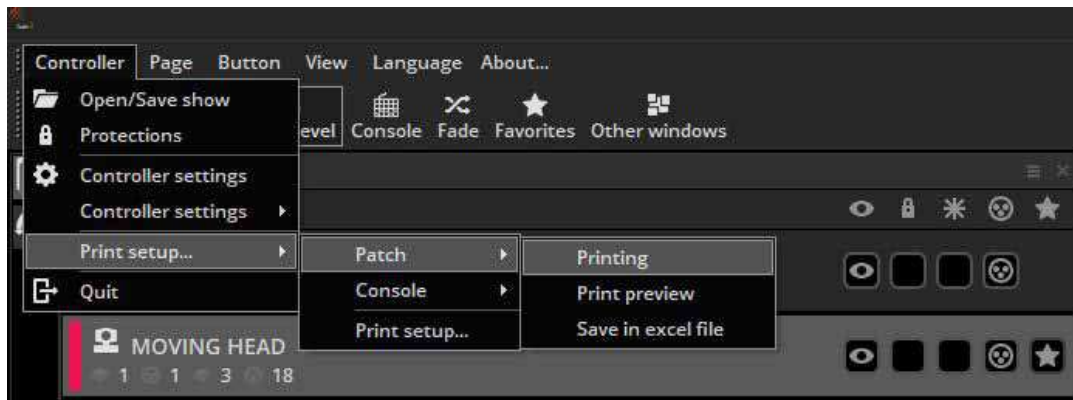 Controller Page Button View Language About...
Open/Save show
evel Console Fade Favorites Other windows
Protections
Controller settings
Controller settings
Print setup... Patch Printing
Quit Console Print preview
Print setup... Save in excel file
MOVING HEAD
1 1 3 18